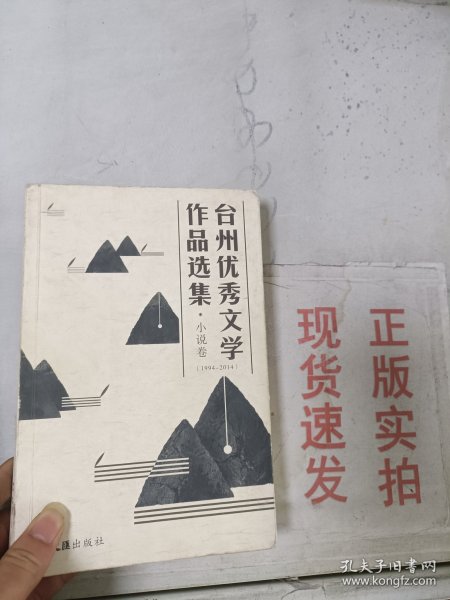 台州优秀文学
作品选集·小说卷
(1994-2014)
汇出版社
正版实拍
现货速发
孔夫子旧书网
www.kongfz.com